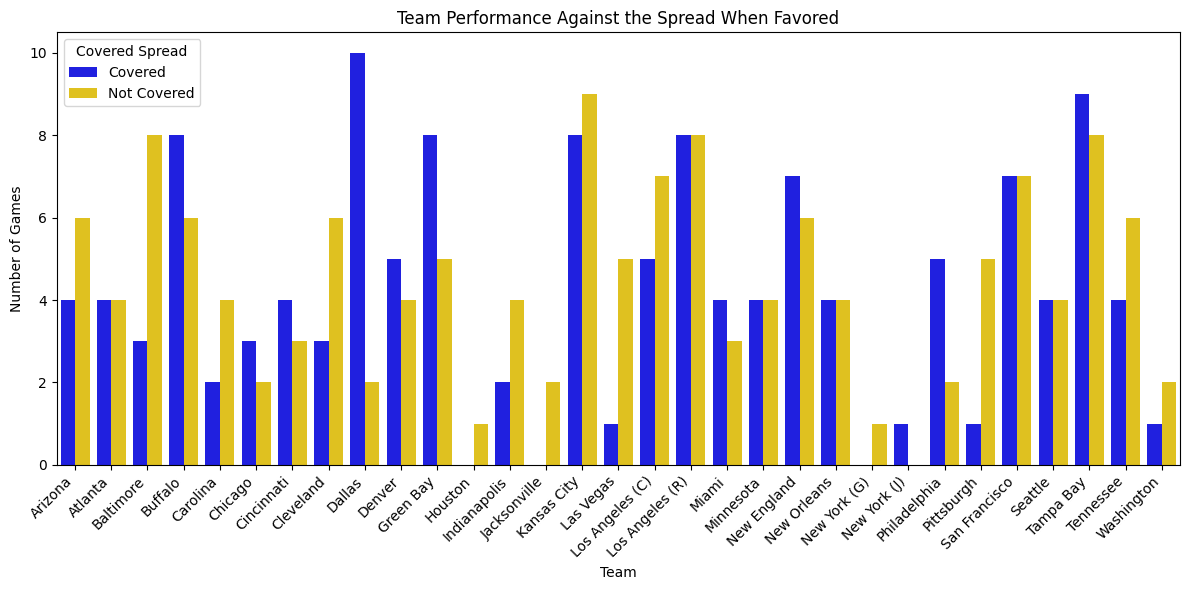 Team Performance Against the Spread When Favored
Covered Spread
Covered
Not Covered
Number of Games
10
8
6
4
2
0
Arizona
Atlanta
Baltimore
Buffalo
Carolina
Chicago
Cincinnati
Cleveland
Dallas
Denver
Green Bay
Houston
Indianapolis
Jacksonville
Kansas City
Las Vegas
Los Angeles (C)
Los Angeles (R)
Miami
Minnesota
New England
New Orleans
New York (G)
New York (J)
Philadelphia
Pittsburgh
San Francisco
Seattle
Tampa Bay
Tennessee
Washington
Team